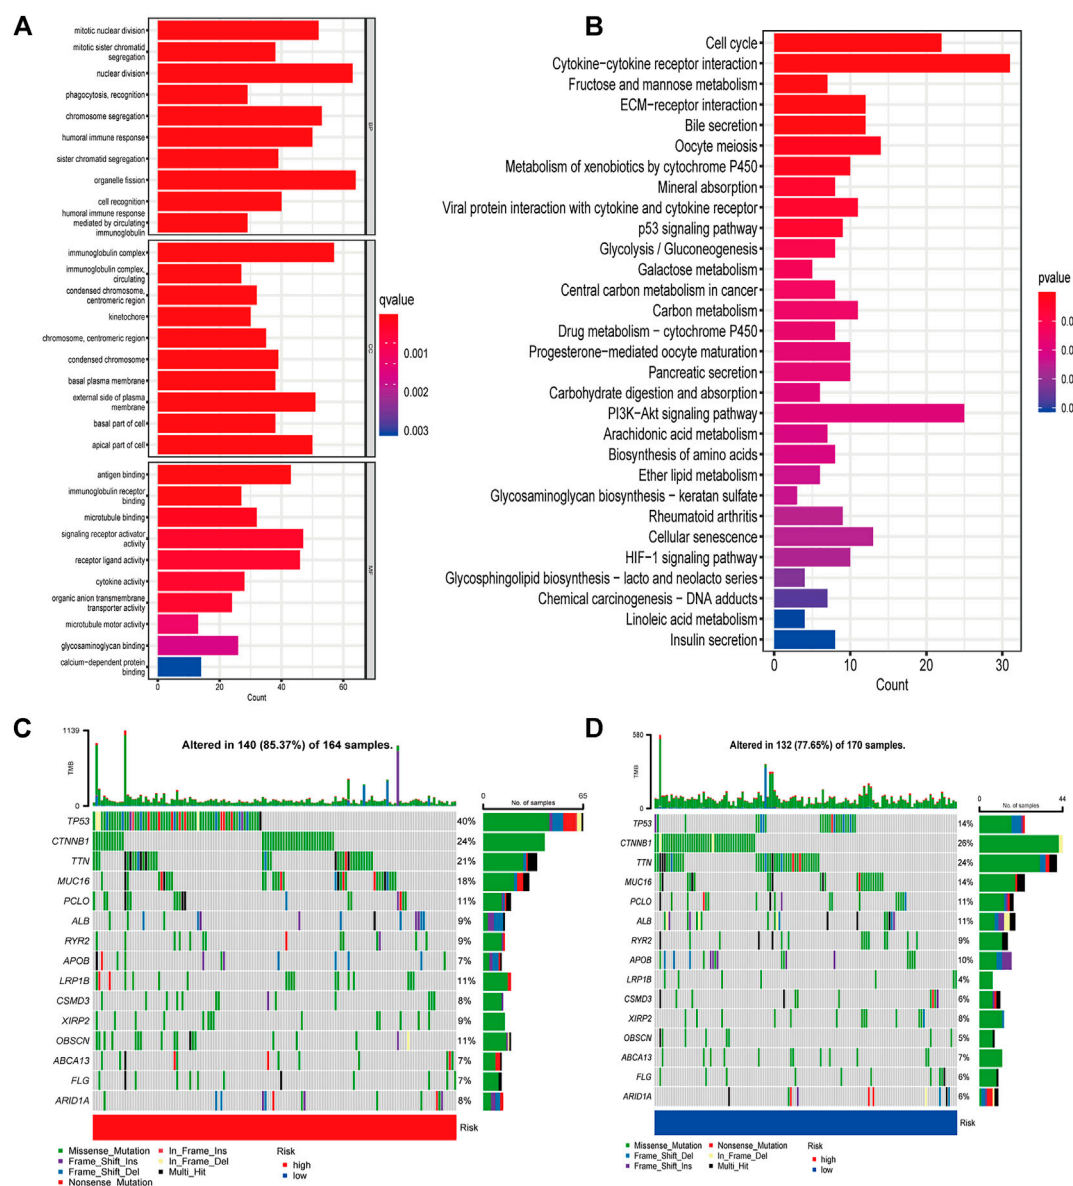 A
mitotic nuclear division
mitotic sister chromatid
segregation
nuclear division
phagocytosis, recognition
chromosome segregation
humoral immune response
sister chromatid segregation
organelle fission
cell recognition
humoral immune response
mediated by circulating
immunoglobulin
BP
immunoglobulin complex
immunoglobulin complex,
circulating
condensed chromosome,
centromeric region
kinetochore
chromosome, centromeric region
condensed chromosome
basal plasma membrane
external side of plasma
membrane
basal part of cell
apical part of cell
CC
antigen binding
immunoglobulin receptor
binding
microtubule binding
signaling receptor activator
activity
receptor ligand activity
cytokine activity
organic anion transmembrane
transporter activity
microtubule motor activity
glycosaminoglycan binding
calcium-dependent protein
binding
MF
0 20 40 60
Count
qvalue
0.001
0.002
0.003
B
Cell cycle
Cytokine−cytokine receptor interaction
Fructose and mannose metabolism
ECM−receptor interaction
Bile secretion
Oocyte meiosis
Metabolism of xenobiotics by cytochrome P450
Mineral absorption
Viral protein interaction with cytokine and cytokine receptor
p53 signaling pathway
Glycolysis / Gluconeogenesis
Galactose metabolism
Central carbon metabolism in cancer
Carbon metabolism
Drug metabolism − cytochrome P450
Progesterone−mediated oocyte maturation
Pancreatic secretion
Carbohydrate digestion and absorption
PI3K−Akt signaling pathway
Arachidonic acid metabolism
Biosynthesis of amino acids
Ether lipid metabolism
Glycosaminoglycan biosynthesis − keratan sulfate
Rheumatoid arthritis
Cellular senescence
HIF−1 signaling pathway
Glycosphingolipid biosynthesis − lacto and neolacto series
Chemical carcinogenesis − DNA adducts
Linoleic acid metabolism
Insulin secretion
0 10 20 30
Count
pvalue
0.0
0.0
0.0
0.0
C
1139
TMB
0
Altered in 140 (85.37%) of 164 samples.
0 No. of samples 65
TP53 40%
CTNNB1 24%
TTN 21%
MUC16 18%
PCLO 11%
ALB 9%
RYR2 9%
APOB 7%
LRP1B 11%
CSMD3 8%
XIRP2 9%
OBSCN 11%
ABCA13 7%
FLG 7%
ARID1A 8%
Risk
Missense_Mutation In_Frame_Ins Risk
Frame_Shift_Ins In_Frame_Del high
Frame_Shift_Del Multi_Hit low
Nonsense_Mutation
D
580
TMB
0
Altered in 132 (77.65%) of 170 samples.
0 No. of samples 44
TP53 14%
CTNNB1 26%
TTN 24%
MUC16 14%
PCLO 11%
ALB 11%
RYR2 9%
APOB 10%
LRP1B 4%
CSMD3 6%
XIRP2 8%
OBSCN 5%
ABCA13 7%
FLG 6%
ARID1A 6%
Risk
Missense_Mutation Nonsense_Mutation Risk
Frame_Shift_Del In_Frame_Del high
Frame_Shift_Ins Multi_Hit low